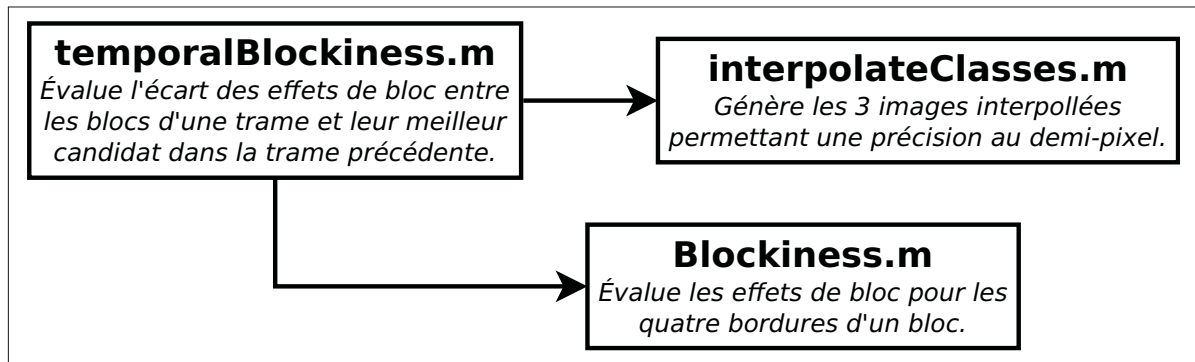 temporalBlockiness.m
Évalue l'écart des effets de bloc entre
les blocs d'une trame et leur meilleur
candidat dans la trame précédente.
interpolateClasses.m
Génère les 3 images interpollées
permettant une précision au demi-pixel.
Blockiness.m
Évalue les effets de bloc pour les
quatre bordures d'un bloc.